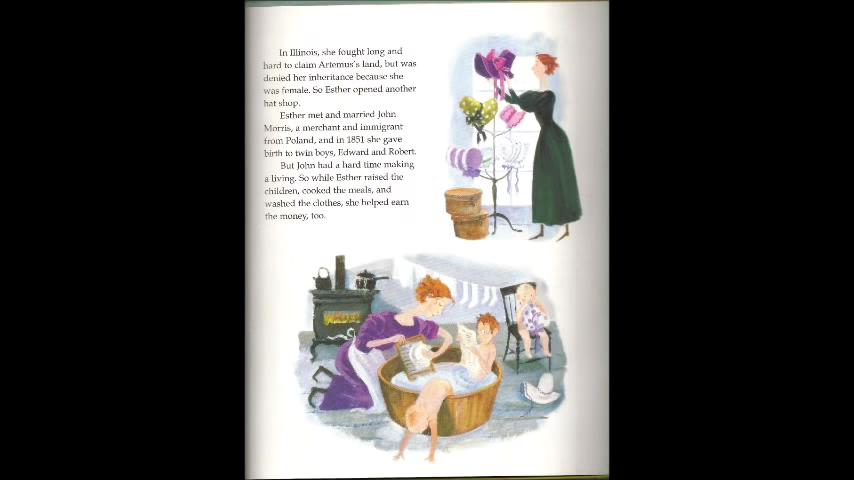 In Illinois, she fought long and
hard to claim Artemus's land, but was
denied her inheritance because she
was female. So Esther opened another
hat shop.
Esther met and married John
Morris, a merchant and immigrant
from Poland, and in 1851 she gave
birth to twin boys, Edward and Robert.
But John had a hard time making
a living. So while Esther raised the
children, cooked the meals, and
washed the clothes, she helped earn
the money, too.